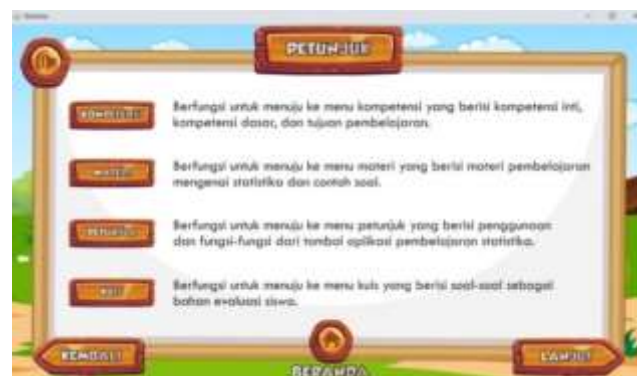 PETUNJUK
Berfungsi untuk menuju ke menu kompetensi yang berisi kompetensi inti,
kompetensi dasar, dan tujuan pembelajaran.
MATERI
Berfungsi untuk menuju ke menu materi yang berisi materi pembelajaran
mengenai statistika dan contoh soal.
PETUNJUK
Berfungsi untuk menuju ke menu petunjuk yang berisi penggunaan
dan fungsi-fungsi dari tombol aplikasi pembelajaran statistika.
KUIS
Berfungsi untuk menuju ke menu kuis yang berisi soal-soal sebagai
bahan evaluasi siswa.
KEMBALI
BERANDA
LANJUT